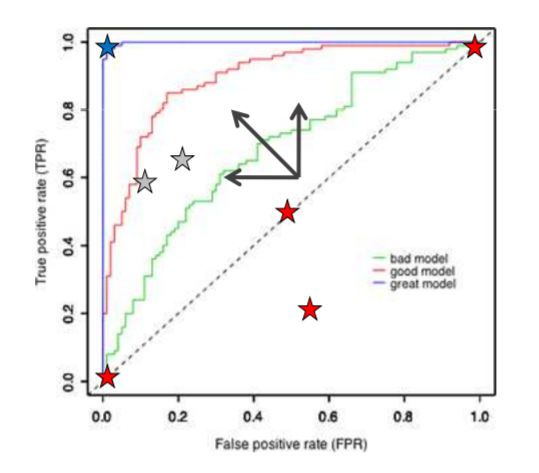 True positive rate (TPR)
1.0
0.8
0.6
0.4
0.2
0.0
bad model
good model
great model
0.0 0.2 0.4 0.6 0.8 1.0
False positive rate (FPR)